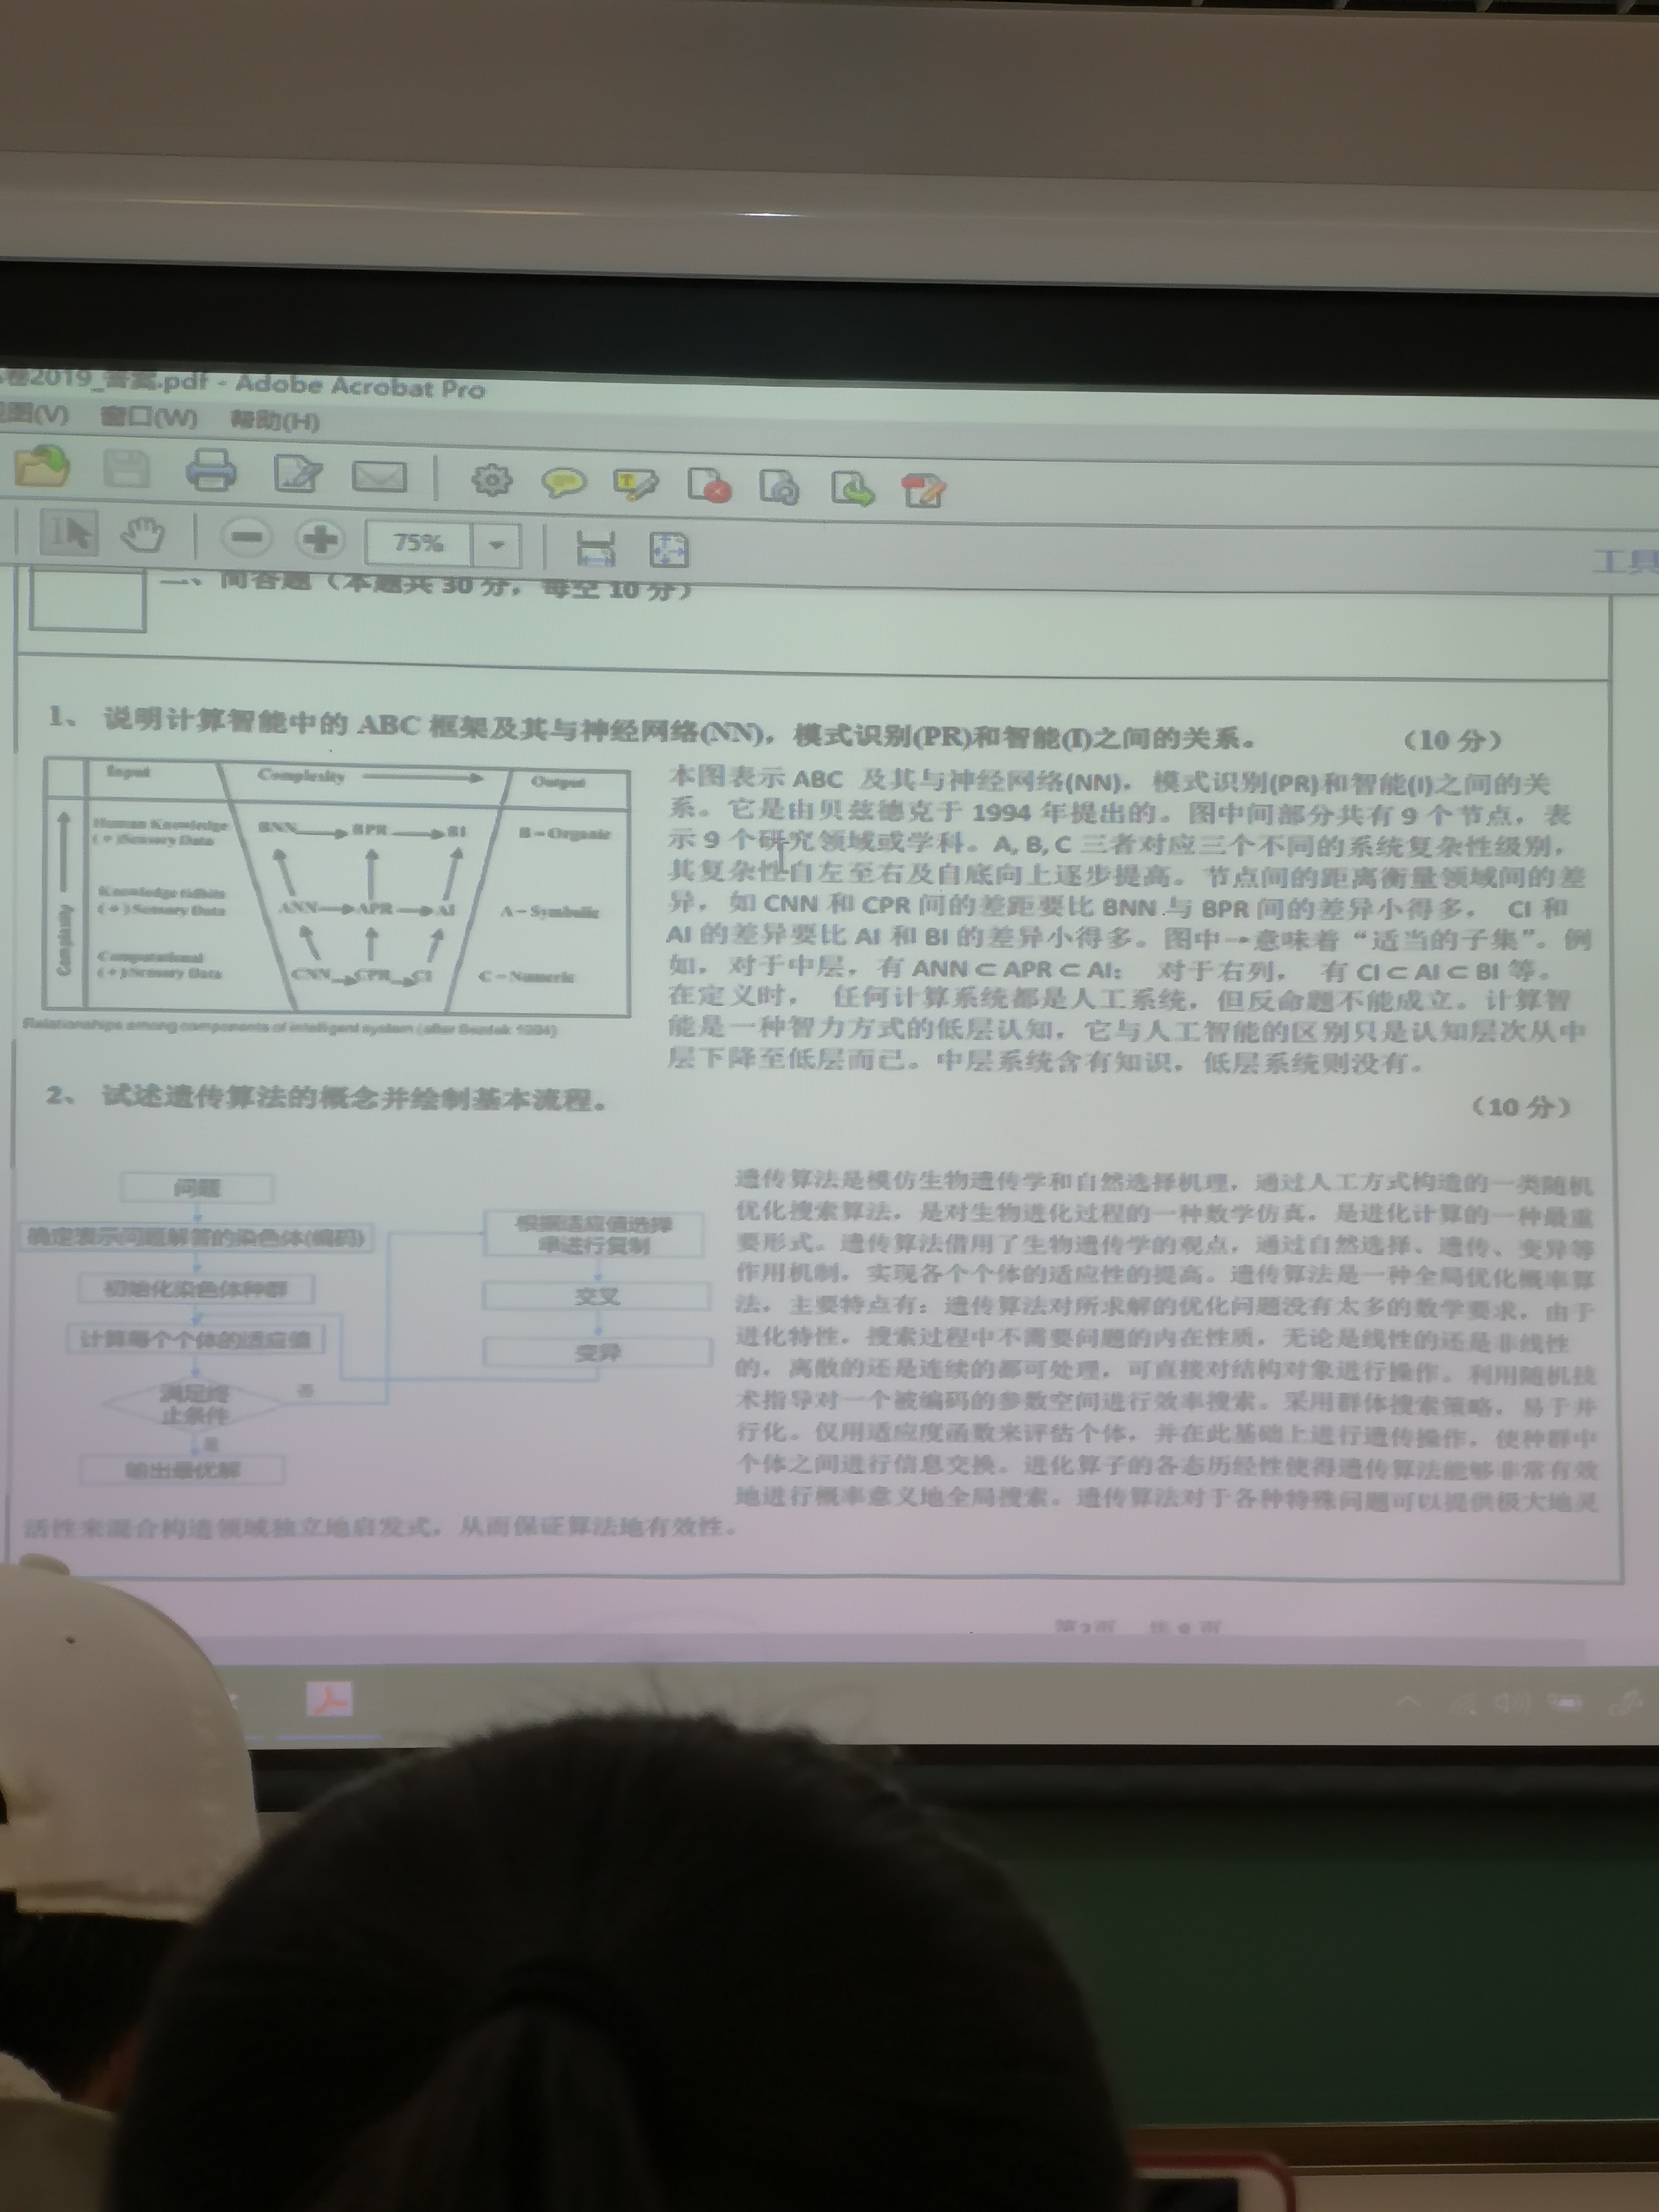 2019_答案.pdf - Adobe Acrobat Pro
视图(V) 窗口(W) 帮助(H)
75%
工具
二、问答题（本题共 30 分，每空 10 分）
1、 说明计算智能中的 ABC 框架及其与神经网络(NN)，模式识别(PR)和智能(I)之间的关系。 （10 分）
Input Complexity Output
Complexity
Human Knowledge
(+)Sensory Data
BNN BPR BI
B－Organic
Knowledge tidbits
(+)Sensory Data
ANN APR AI
A－Symbolic
Computational
(+)Sensory Data
CNN CPR CI
C－Numeric
Relationships among components of intelligent system (after Bezdek 1994)
本图表示 ABC 及其与神经网络(NN)，模式识别(PR)和智能(I)之间的关
系。它是由贝兹德克于 1994 年提出的。图中间部分共有 9 个节点，表
示 9 个研究领域或学科。A, B, C 三者对应三个不同的系统复杂性级别，
其复杂性自左至右及自底向上逐步提高。节点间的距离衡量领域间的差
异，如 CNN 和 CPR 间的差距要比 BNN 与 BPR 间的差异小得多， CI 和
AI 的差异要比 AI 和 BI 的差异小得多。图中→意味着“适当的子集”。例
如，对于中层，有 ANN ⊂ APR ⊂ AI； 对于右列， 有 CI ⊂ AI ⊂ BI 等。
在定义时， 任何计算系统都是人工系统，但反命题不能成立。计算智
能是一种智力方式的低层认知，它与人工智能的区别只是认知层次从中
层下降至低层而已。中层系统含有知识，低层系统则没有。
2、 试述遗传算法的概念并绘制基本流程。 （10 分）
问题
确定表示问题解答的染色体(编码)
初始化染色体种群
计算每个个体的适应值
满足终
止条件
否
是
输出最优解
根据适应值选择
串进行复制
交叉
变异
遗传算法是模仿生物遗传学和自然选择机理，通过人工方式构造的一类随机
优化搜索算法，是对生物进化过程的一种数学仿真，是进化计算的一种最重
要形式。遗传算法借用了生物遗传学的观点，通过自然选择、遗传、变异等
作用机制，实现各个个体的适应性的提高。遗传算法是一种全局优化概率算
法，主要特点有：遗传算法对所求解的优化问题没有太多的数学要求，由于
进化特性，搜索过程中不需要问题的内在性质，无论是线性的还是非线性
的，离散的还是连续的都可处理，可直接对结构对象进行操作。利用随机技
术指导对一个被编码的参数空间进行效率搜索。采用群体搜索策略，易于并
行化。仅用适应度函数来评估个体，并在此基础上进行遗传操作，使种群中
个体之间进行信息交换。进化算子的各态历经性使得遗传算法能够非常有效
地进行概率意义地全局搜索。遗传算法对于各种特殊问题可以提供极大地灵
活性来混合构造领域独立地启发式，从而保证算法地有效性。